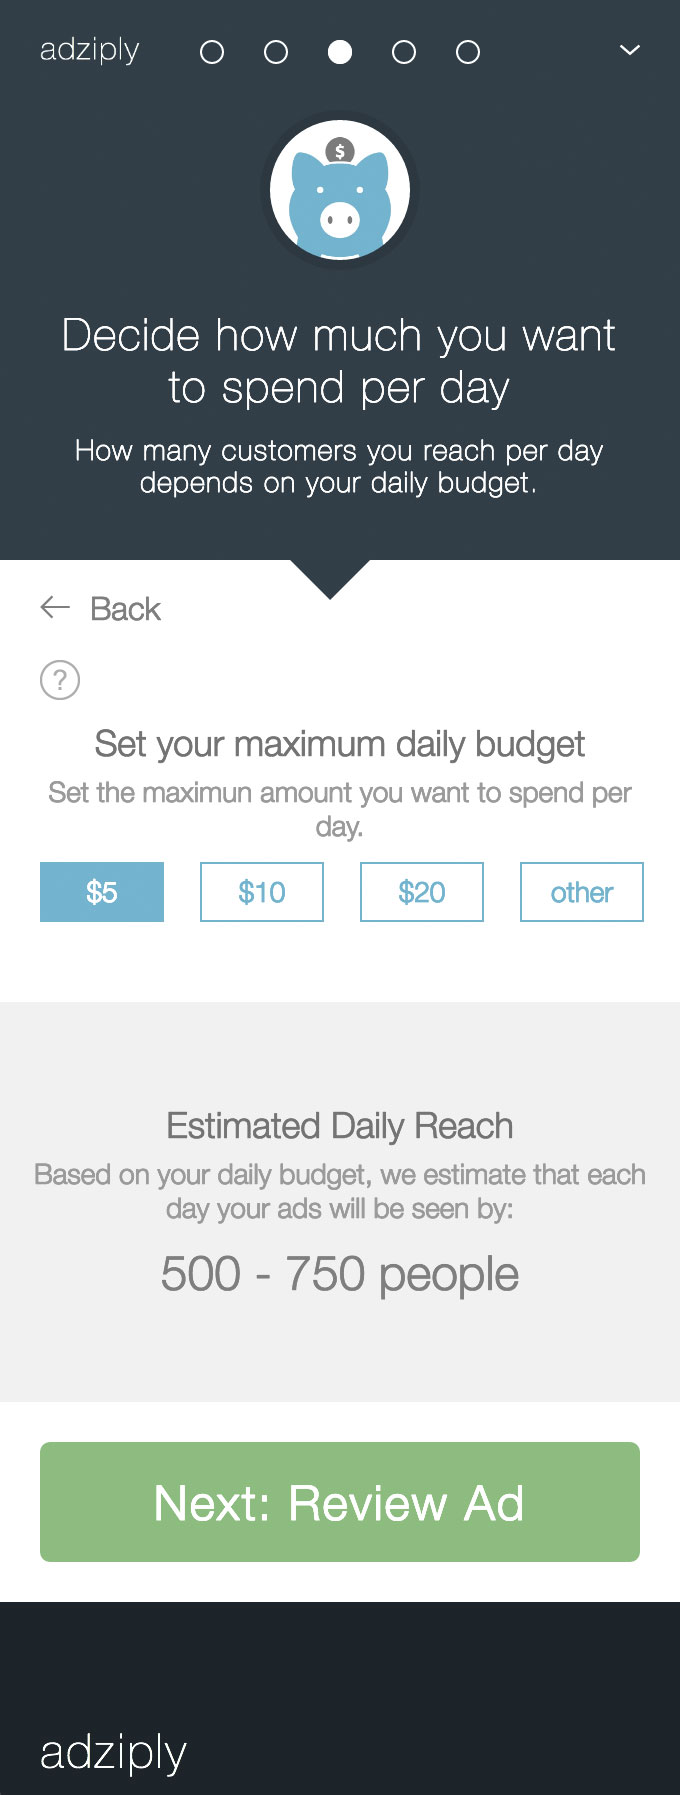 adziply
$
Decide how much you want
to spend per day
How many customers you reach per day
depends on your daily budget.
Back
?
Set your maximum daily budget
Set the maximun amount you want to spend per
day.
$5 $10 $20 other
Estimated Daily Reach
Based on your daily budget, we estimate that each
day your ads will be seen by:
500 - 750 people
Next: Review Ad
adziply